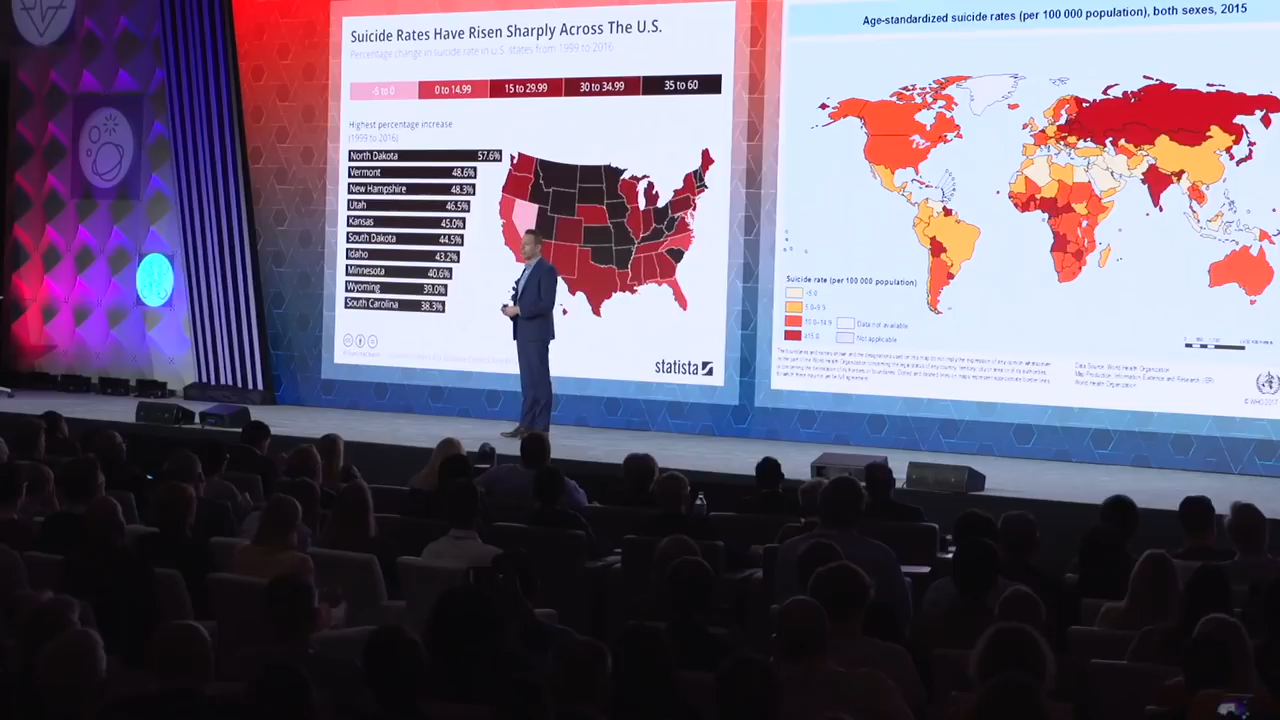 Suicide Rates Have Risen Sharply Across The U.S.
Percentage change in suicide rate in U.S. states from 1999 to 2016
-5 to 0
0 to 14.99
15 to 29.99
30 to 34.99
35 to 60
Highest percentage increase
(1999 to 2016)
North Dakota 57.6%
Vermont 48.6%
New Hampshire 48.3%
Utah 46.5%
Kansas 45.0%
South Dakota 44.5%
Idaho 43.2%
Minnesota 40.6%
Wyoming 39.0%
South Carolina 38.3%
statista
Age-standardized suicide rates (per 100 000 population), both sexes, 2015
Suicide rate (per 100 000 population)
<5.0
5.0-9.9
10.0-14.9
≥15.0
Data not available
Not applicable
Data Source: World Health Organization
Map Production: Information Evidence and Research (IER)
World Health Organization
© WHO 2017